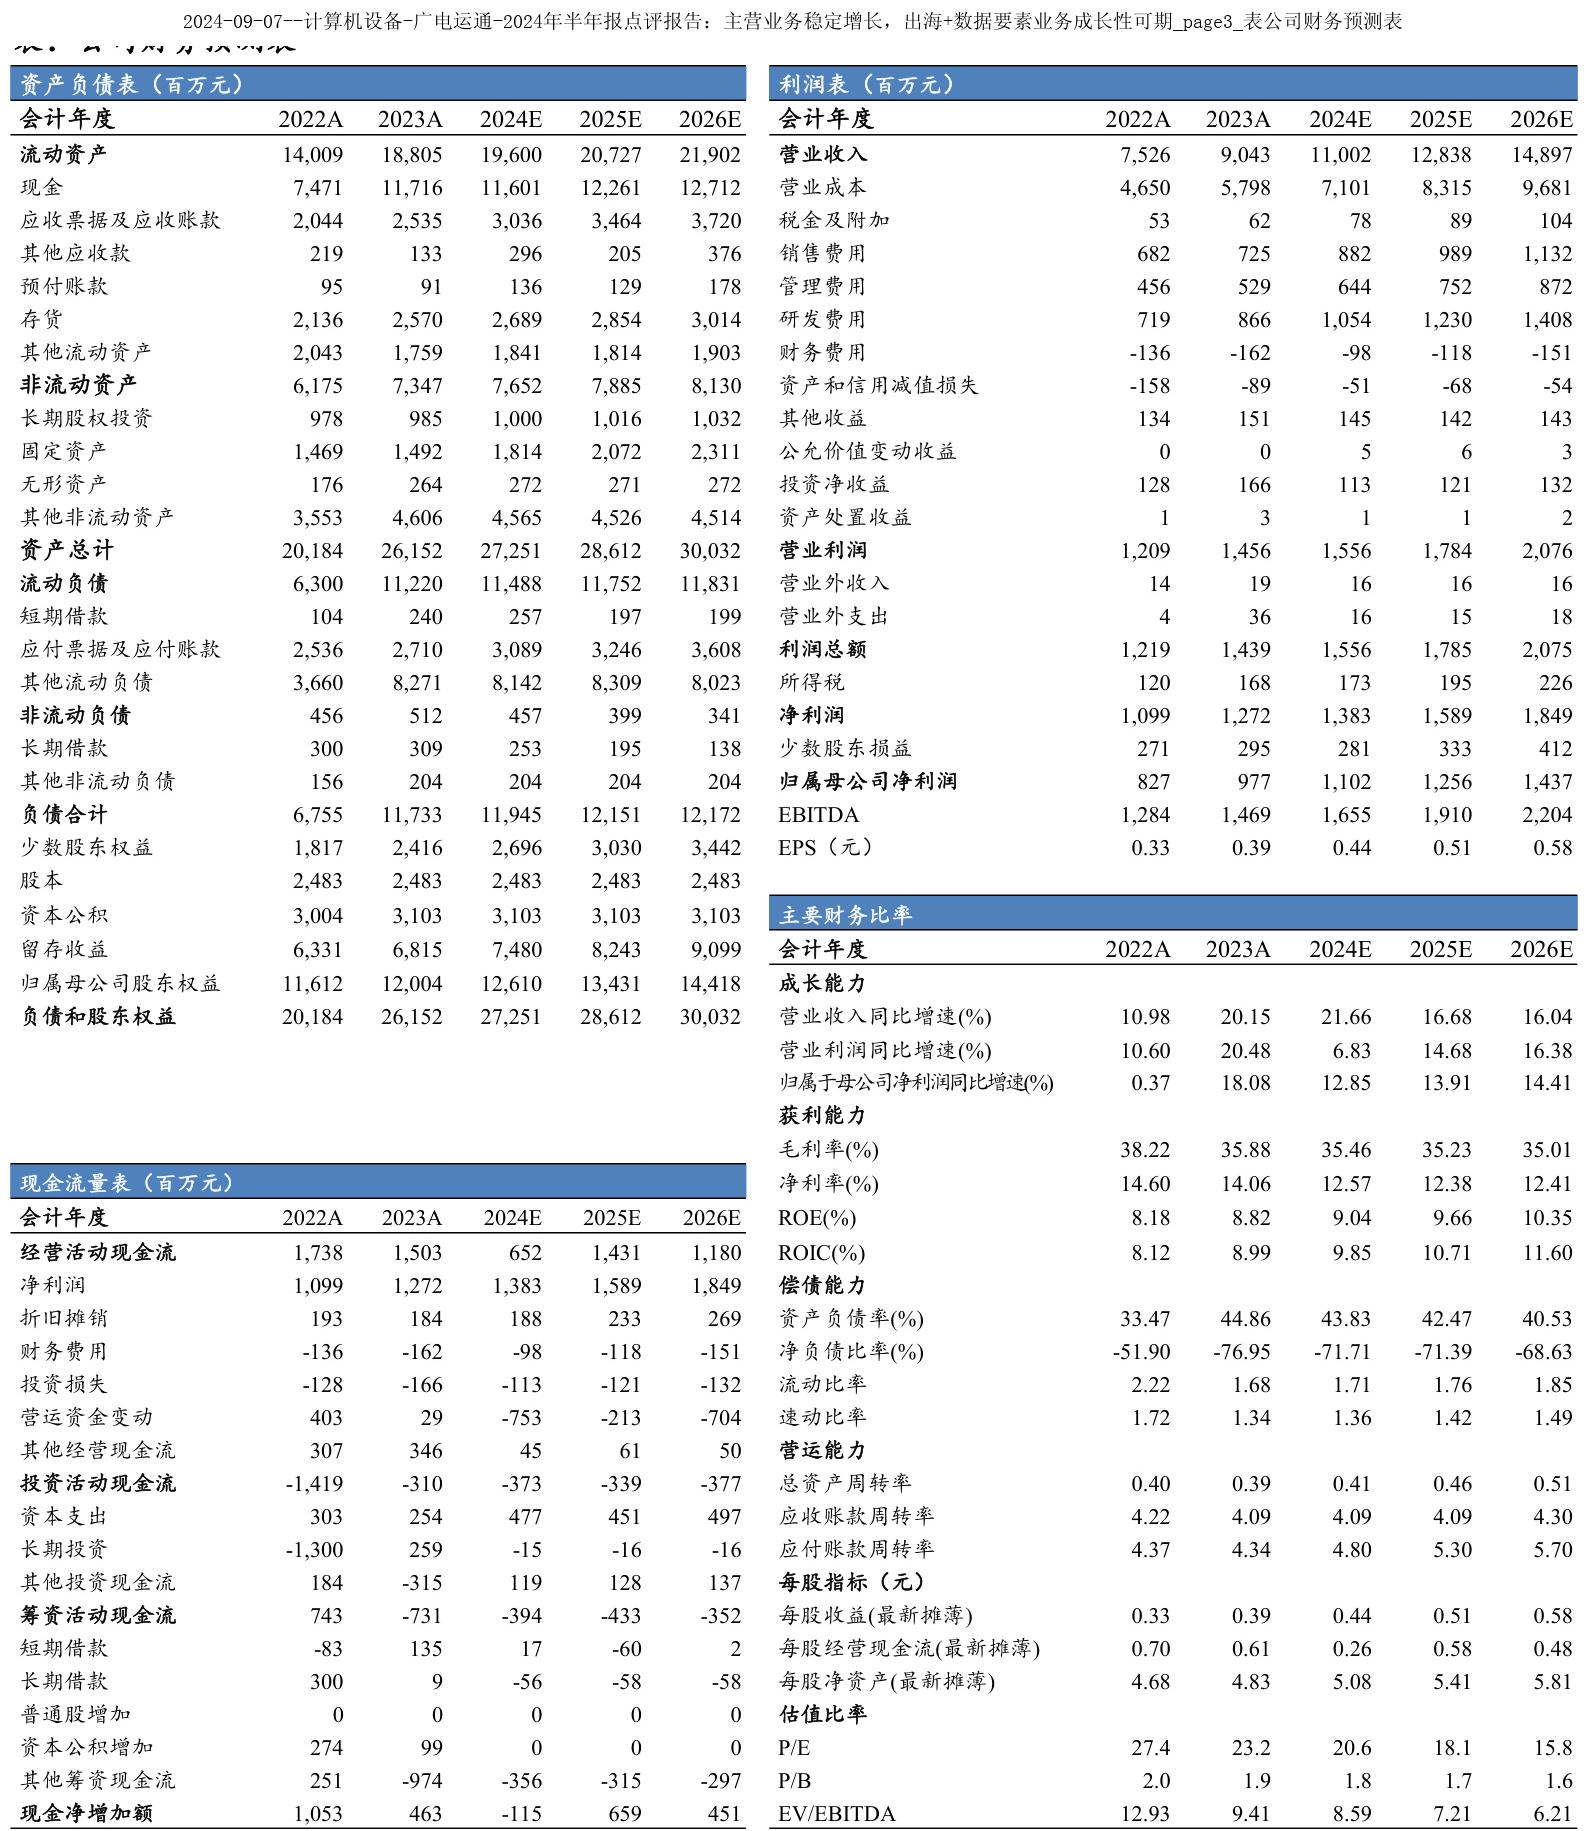 2024-09-07--计算机设备-广电运通-2024年半年报点评报告：主营业务稳定增长，出海+数据要素业务成长性可期_page3_表公司财务预测表
表：公司财务预测表
资产负债表（百万元）
会计年度 2022A 2023A 2024E 2025E 2026E
流动资产 14,009 18,805 19,600 20,727 21,902
现金 7,471 11,716 11,601 12,261 12,712
应收票据及应收账款 2,044 2,535 3,036 3,464 3,720
其他应收款 219 133 296 205 376
预付账款 95 91 136 129 178
存货 2,136 2,570 2,689 2,854 3,014
其他流动资产 2,043 1,759 1,841 1,814 1,903
非流动资产 6,175 7,347 7,652 7,885 8,130
长期股权投资 978 985 1,000 1,016 1,032
固定资产 1,469 1,492 1,814 2,072 2,311
无形资产 176 264 272 271 272
其他非流动资产 3,553 4,606 4,565 4,526 4,514
资产总计 20,184 26,152 27,251 28,612 30,032
流动负债 6,300 11,220 11,488 11,752 11,831
短期借款 104 240 257 197 199
应付票据及应付账款 2,536 2,710 3,089 3,246 3,608
其他流动负债 3,660 8,271 8,142 8,309 8,023
非流动负债 456 512 457 399 341
长期借款 300 309 253 195 138
其他非流动负债 156 204 204 204 204
负债合计 6,755 11,733 11,945 12,151 12,172
少数股东权益 1,817 2,416 2,696 3,030 3,442
股本 2,483 2,483 2,483 2,483 2,483
资本公积 3,004 3,103 3,103 3,103 3,103
留存收益 6,331 6,815 7,480 8,243 9,099
归属母公司股东权益 11,612 12,004 12,610 13,431 14,418
负债和股东权益 20,184 26,152 27,251 28,612 30,032
现金流量表（百万元）
会计年度 2022A 2023A 2024E 2025E 2026E
经营活动现金流 1,738 1,503 652 1,431 1,180
净利润 1,099 1,272 1,383 1,589 1,849
折旧摊销 193 184 188 233 269
财务费用 -136 -162 -98 -118 -151
投资损失 -128 -166 -113 -121 -132
营运资金变动 403 29 -753 -213 -704
其他经营现金流 307 346 45 61 50
投资活动现金流 -1,419 -310 -373 -339 -377
资本支出 303 254 477 451 497
长期投资 -1,300 259 -15 -16 -16
其他投资现金流 184 -315 119 128 137
筹资活动现金流 743 -731 -394 -433 -352
短期借款 -83 135 17 -60 2
长期借款 300 9 -56 -58 -58
普通股增加 0 0 0 0 0
资本公积增加 274 99 0 0 0
其他筹资现金流 251 -974 -356 -315 -297
现金净增加额 1,053 463 -115 659 451
利润表（百万元）
会计年度 2022A 2023A 2024E 2025E 2026E
营业收入 7,526 9,043 11,002 12,838 14,897
营业成本 4,650 5,798 7,101 8,315 9,681
税金及附加 53 62 78 89 104
销售费用 682 725 882 989 1,132
管理费用 456 529 644 752 872
研发费用 719 866 1,054 1,230 1,408
财务费用 -136 -162 -98 -118 -151
资产和信用减值损失 -158 -89 -51 -68 -54
其他收益 134 151 145 142 143
公允价值变动收益 0 0 5 6 3
投资净收益 128 166 113 121 132
资产处置收益 1 3 1 1 2
营业利润 1,209 1,456 1,556 1,784 2,076
营业外收入 14 19 16 16 16
营业外支出 4 36 16 15 18
利润总额 1,219 1,439 1,556 1,785 2,075
所得税 120 168 173 195 226
净利润 1,099 1,272 1,383 1,589 1,849
少数股东损益 271 295 281 333 412
归属母公司净利润 827 977 1,102 1,256 1,437
EBITDA 1,284 1,469 1,655 1,910 2,204
EPS（元） 0.33 0.39 0.44 0.51 0.58
主要财务比率
会计年度 2022A 2023A 2024E 2025E 2026E
成长能力
营业收入同比增速(%) 10.98 20.15 21.66 16.68 16.04
营业利润同比增速(%) 10.60 20.48 6.83 14.68 16.38
归属于母公司净利润同比增速(%) 0.37 18.08 12.85 13.91 14.41
获利能力
毛利率(%) 38.22 35.88 35.46 35.23 35.01
净利率(%) 14.60 14.06 12.57 12.38 12.41
ROE(%) 8.18 8.82 9.04 9.66 10.35
ROIC(%) 8.12 8.99 9.85 10.71 11.60
偿债能力
资产负债率(%) 33.47 44.86 43.83 42.47 40.53
净负债比率(%) -51.90 -76.95 -71.71 -71.39 -68.63
流动比率 2.22 1.68 1.71 1.76 1.85
速动比率 1.72 1.34 1.36 1.42 1.49
营运能力
总资产周转率 0.40 0.39 0.41 0.46 0.51
应收账款周转率 4.22 4.09 4.09 4.09 4.30
应付账款周转率 4.37 4.34 4.80 5.30 5.70
每股指标（元）
每股收益(最新摊薄) 0.33 0.39 0.44 0.51 0.58
每股经营现金流(最新摊薄) 0.70 0.61 0.26 0.58 0.48
每股净资产(最新摊薄) 4.68 4.83 5.08 5.41 5.81
估值比率
P/E 27.4 23.2 20.6 18.1 15.8
P/B 2.0 1.9 1.8 1.7 1.6
EV/EBITDA 12.93 9.41 8.59 7.21 6.21